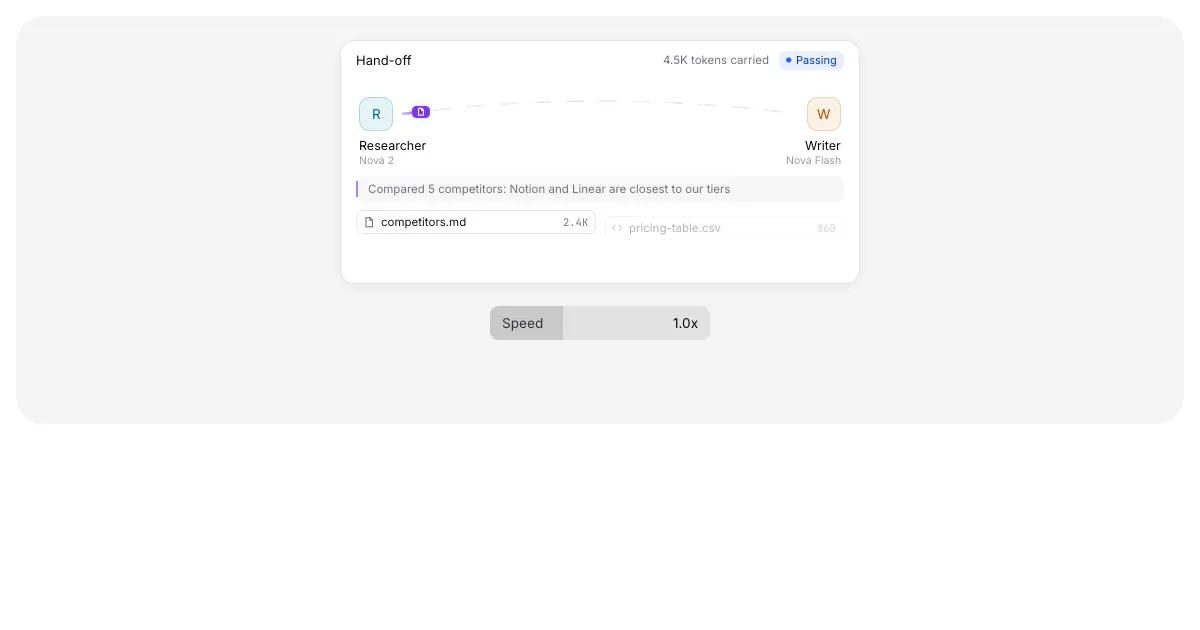 Hand-off
4.5K tokens carried
Passing
R
W
Researcher
Writer
Nova 2
Nova Flash
Compared 5 competitors: Notion and Linear are closest to our tiers
competitors.md 2.4K
pricing-table.csv 860
Speed 1.0x